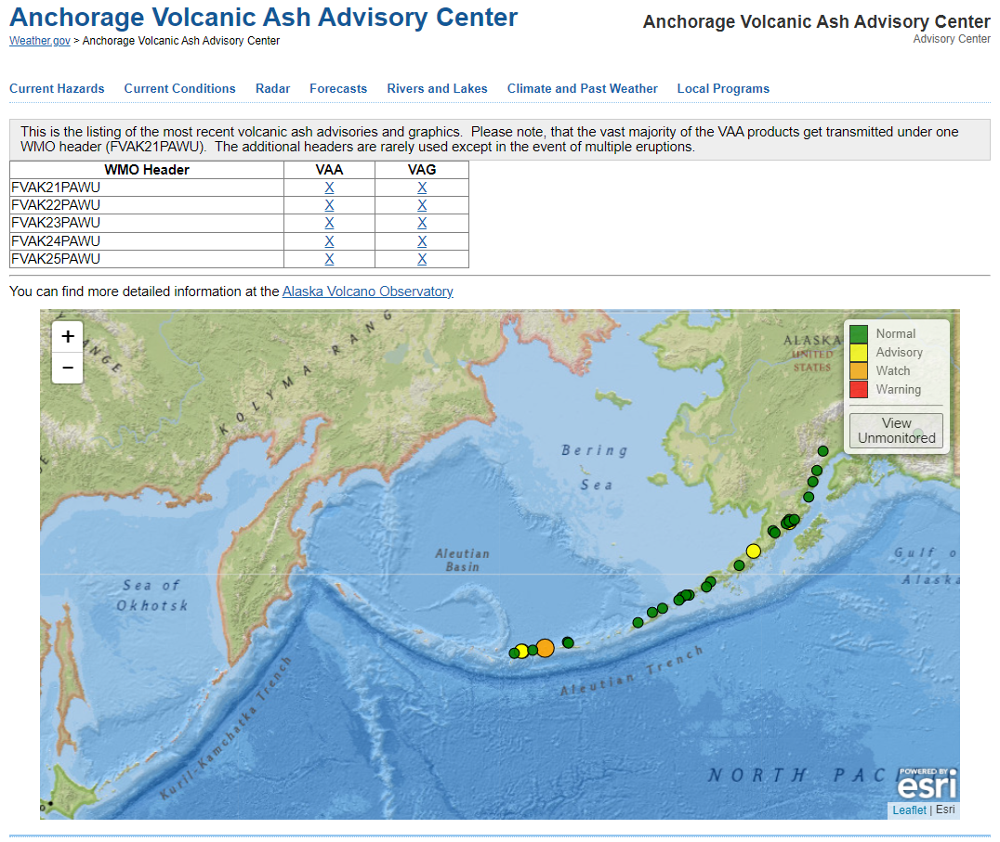 Anchorage Volcanic Ash Advisory Center
Anchorage Volcanic Ash Advisory Center
Weather.gov > Anchorage Volcanic Ash Advisory Center
Advisory Center
Current Hazards Current Conditions Radar Forecasts Rivers and Lakes Climate and Past Weather Local Programs
This is the listing of the most recent volcanic ash advisories and graphics. Please note, that the vast majority of the VAA products get transmitted under one
WMO header (FVAK21PAWU). The additional headers are rarely used except in the event of multiple eruptions.
WMO Header VAA VAG
FVAK21PAWU X X
FVAK22PAWU X X
FVAK23PAWU X X
FVAK24PAWU X X
FVAK25PAWU X X
You can find more detailed information at the Alaska Volcano Observatory
+
−
ANGE
KOLYMA RANG
ALASKA
UNITED
STATES
Normal
Advisory
Watch
Warning
View
Unmonitored
Bering
Sea
Aleutian
Basin
Gulf o
Alaska
Sea of
Okhotsk
Aleutian Trench
Kuril-Kamchatka Trench
NORTH PAC
POWERED BY
esri
Leaflet | Esri